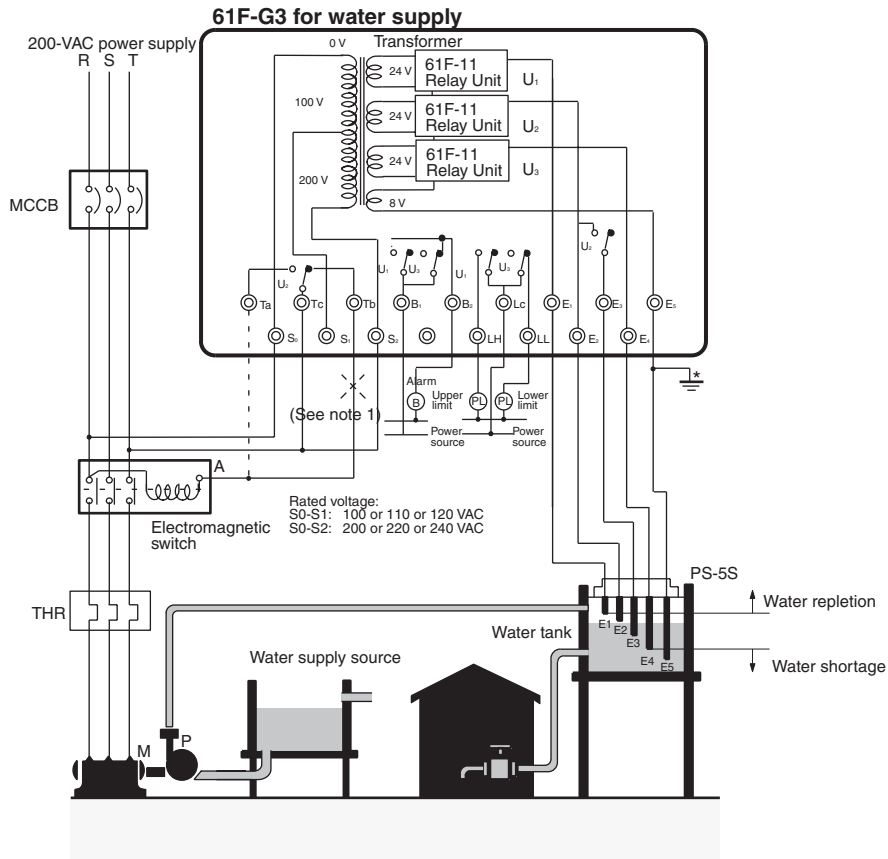 61F-G3 for water supply
200-VAC power supply
R S T
0 V
Transformer
100 V
200 V
24 V
61F-11
Relay Unit
U1
24 V
61F-11
Relay Unit
U2
24 V
61F-11
Relay Unit
U3
8 V
MCCB
U2
U1
U3
U1
U3
U2
Ta
Tc
Tb
B1
B2
Lc
E1
E3
E5
S0
S1
S2
LH
LL
E2
E4
*
(See note 1)
Alarm
B
Upper
limit
PL
PL
Lower
limit
Power
source
Power
source
A
Electromagnetic
switch
Rated voltage:
S0-S1: 100 or 110 or 120 VAC
S0-S2: 200 or 220 or 240 VAC
PS-5S
THR
Water repletion
Water tank
E1
E2
E3
E4
E5
Water shortage
Water supply source
M
P